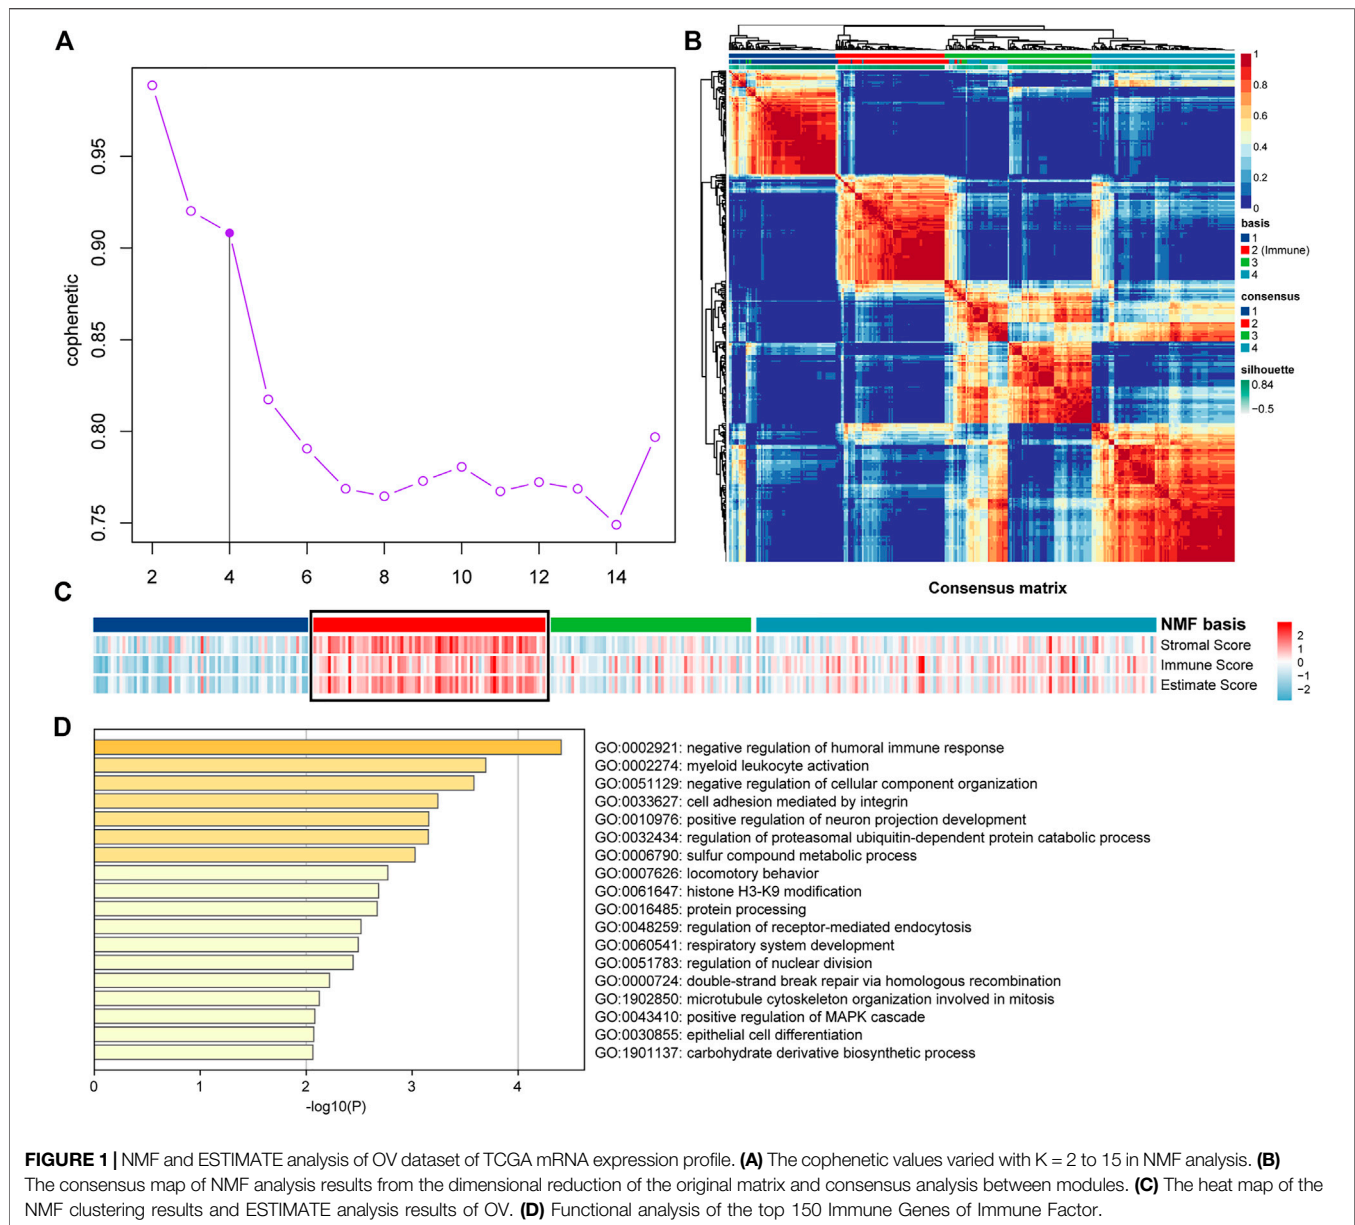 A
0.95
0.90
0.85
0.80
0.75
cophenetic
2 4 6 8 10 12 14
B
1
0.8
0.6
0.4
0.2
0
basis
1
2 (Immune)
3
4
consensus
1
2
3
4
silhouette
0.84
−0.5
Consensus matrix
C
NMF basis
Stromal Score
Immune Score
Estimate Score
2
1
0
−1
−2
D
GO:0002921: negative regulation of humoral immune response
GO:0002274: myeloid leukocyte activation
GO:0051129: negative regulation of cellular component organization
GO:0033627: cell adhesion mediated by integrin
GO:0010976: positive regulation of neuron projection development
GO:0032434: regulation of proteasomal ubiquitin-dependent protein catabolic process
GO:0006790: sulfur compound metabolic process
GO:0007626: locomotory behavior
GO:0061647: histone H3-K9 modification
GO:0016485: protein processing
GO:0048259: regulation of receptor-mediated endocytosis
GO:0060541: respiratory system development
GO:0051783: regulation of nuclear division
GO:0000724: double-strand break repair via homologous recombination
GO:1902850: microtubule cytoskeleton organization involved in mitosis
GO:0043410: positive regulation of MAPK cascade
GO:0030855: epithelial cell differentiation
GO:1901137: carbohydrate derivative biosynthetic process
0 1 2 3 4
-log10(P)
FIGURE 1 | NMF and ESTIMATE analysis of OV dataset of TCGA mRNA expression profile. (A) The cophenetic values varied with K = 2 to 15 in NMF analysis. (B)
The consensus map of NMF analysis results from the dimensional reduction of the original matrix and consensus analysis between modules. (C) The heat map of the
NMF clustering results and ESTIMATE analysis results of OV. (D) Functional analysis of the top 150 Immune Genes of Immune Factor.